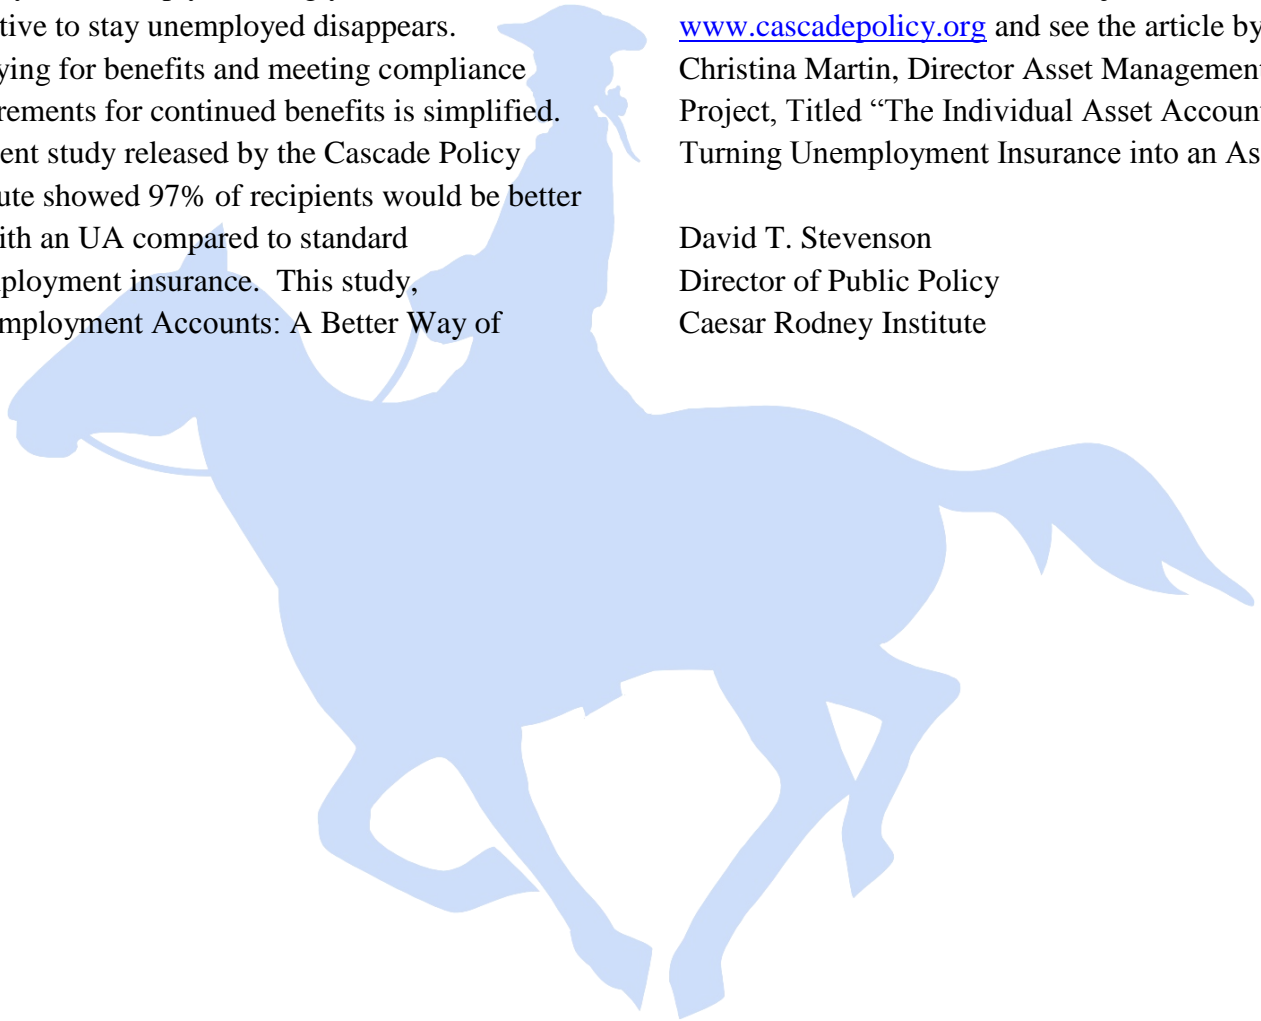 tive to stay unemployed disappears.
ying for benefits and meeting compliance
rements for continued benefits is simplified.
ent study released by the Cascade Policy
ute showed 97% of recipients would be better
ith an UA compared to standard
ployment insurance. This study,
mployment Accounts: A Better Way of
www.cascadepolicy.org and see the article by
Christina Martin, Director Asset Management
Project, Titled “The Individual Asset Account
Turning Unemployment Insurance into an As
David T. Stevenson
Director of Public Policy
Caesar Rodney Institute